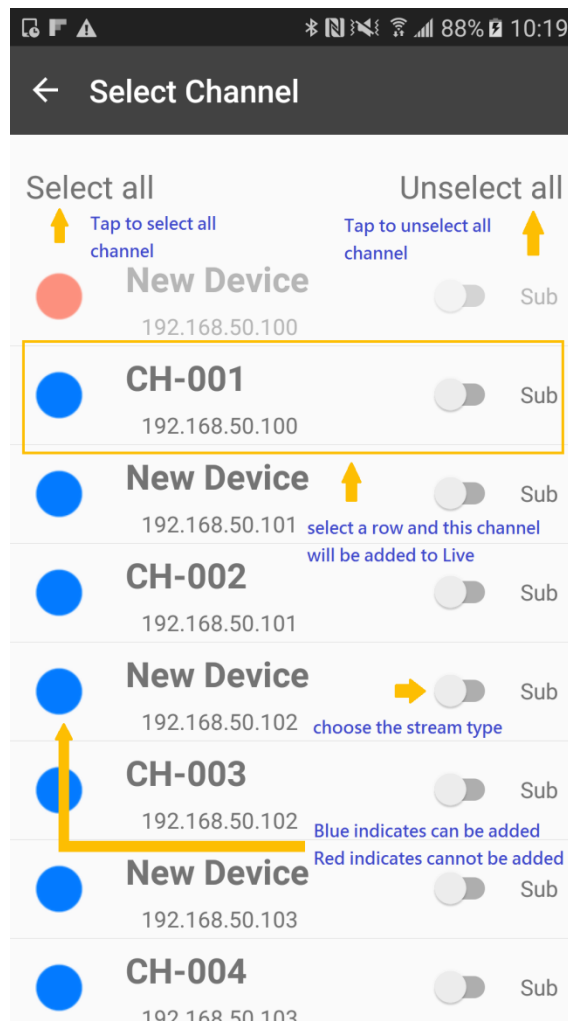 88% 10:19
Select Channel
Select all Unselect all
Tap to select all
channel
Tap to unselect all
channel
New Device
192.168.50.100 Sub
CH-001
192.168.50.100 Sub
New Device
192.168.50.101 Sub
select a row and this channel
will be added to Live
CH-002
192.168.50.101 Sub
New Device
192.168.50.102 Sub
choose the stream type
CH-003
192.168.50.102 Sub
Blue indicates can be added
Red indicates cannot be added
New Device
192.168.50.103 Sub
CH-004
192.168.50.103 Sub